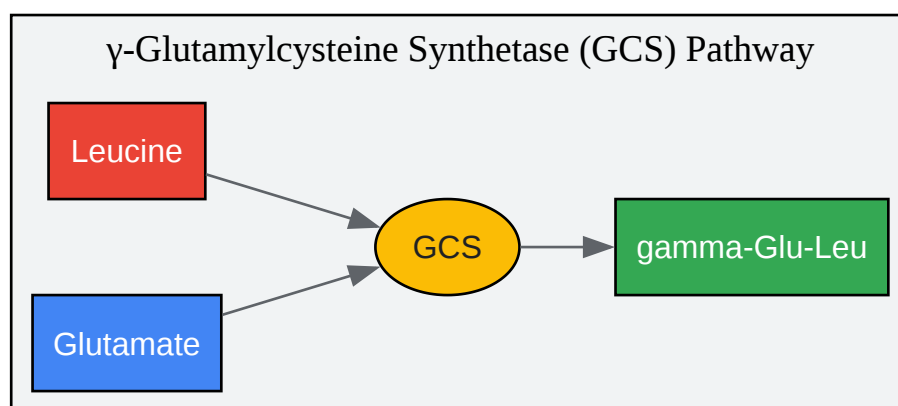 γ-Glutamylcysteine Synthetase (GCS) Pathway
Leucine
GCS
gamma-Glu-Leu
Glutamate